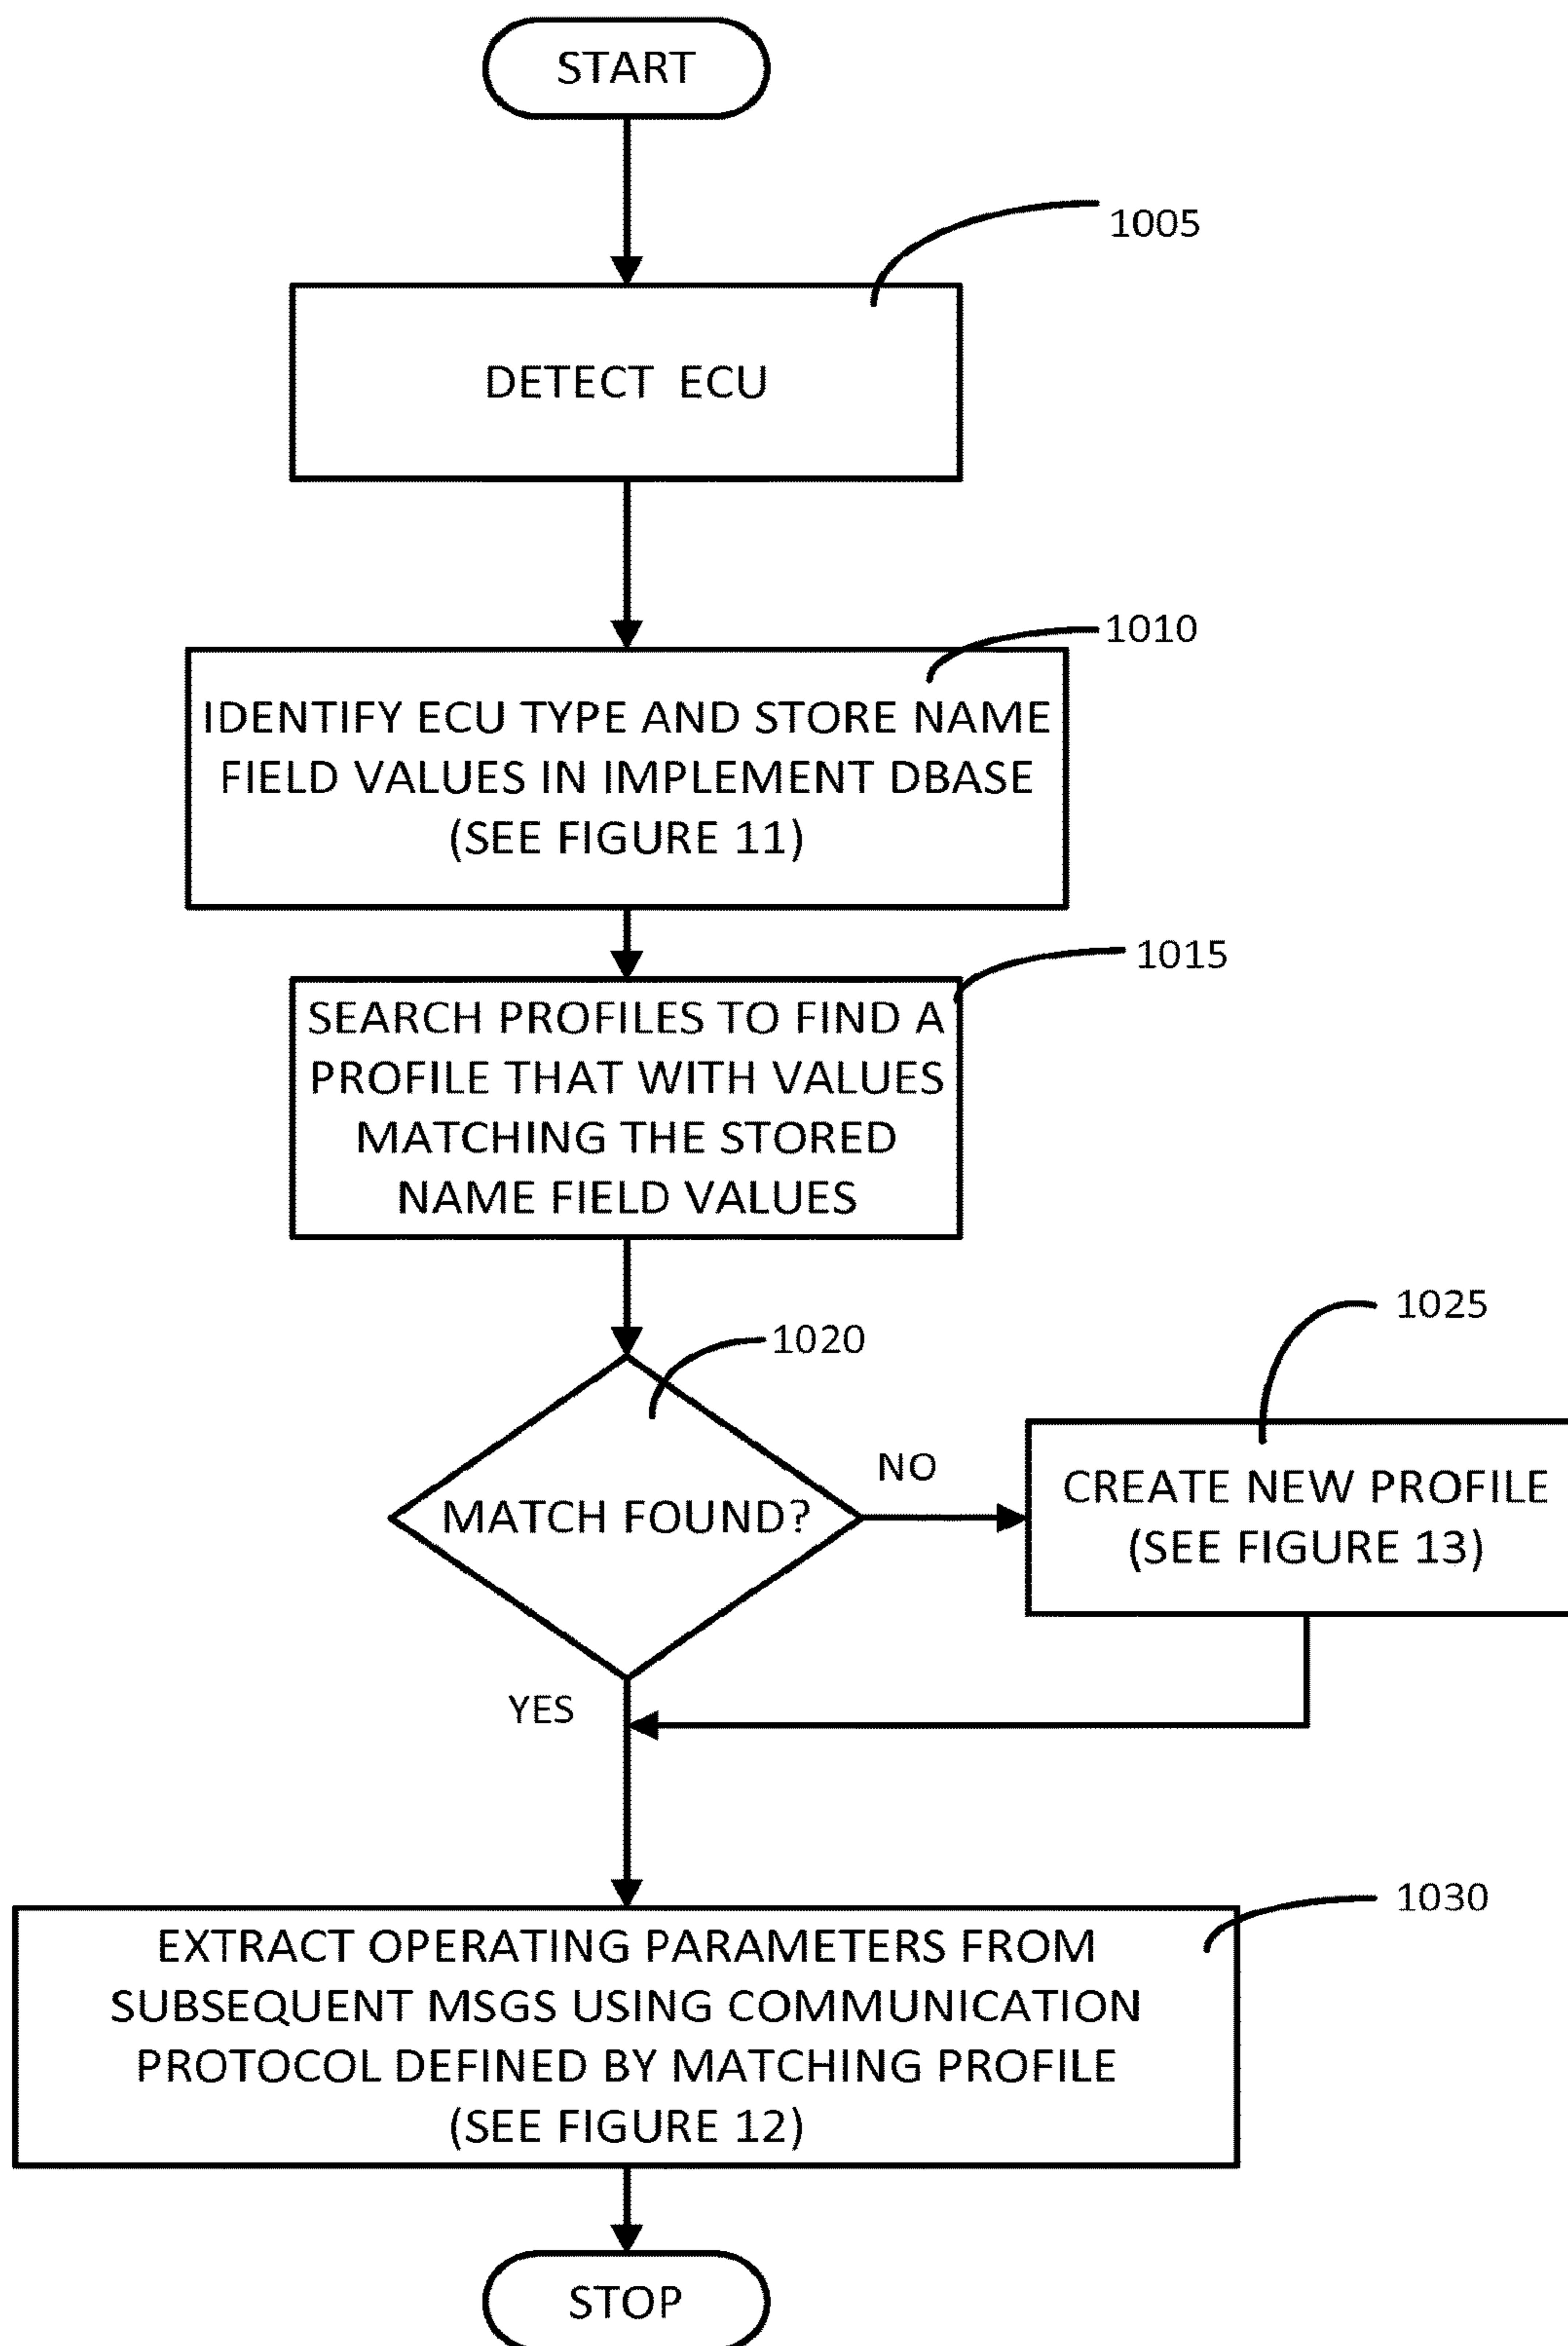 START
1005
DETECT ECU
1010
IDENTIFY ECU TYPE AND STORE NAME
FIELD VALUES IN IMPLEMENT DBASE
(SEE FIGURE 11)
1015
SEARCH PROFILES TO FIND A
PROFILE THAT WITH VALUES
MATCHING THE STORED
NAME FIELD VALUES
1020
MATCH FOUND?
NO
1025
CREATE NEW PROFILE
(SEE FIGURE 13)
YES
1030
EXTRACT OPERATING PARAMETERS FROM
SUBSEQUENT MSGS USING COMMUNICATION
PROTOCOL DEFINED BY MATCHING PROFILE
(SEE FIGURE 12)
STOP